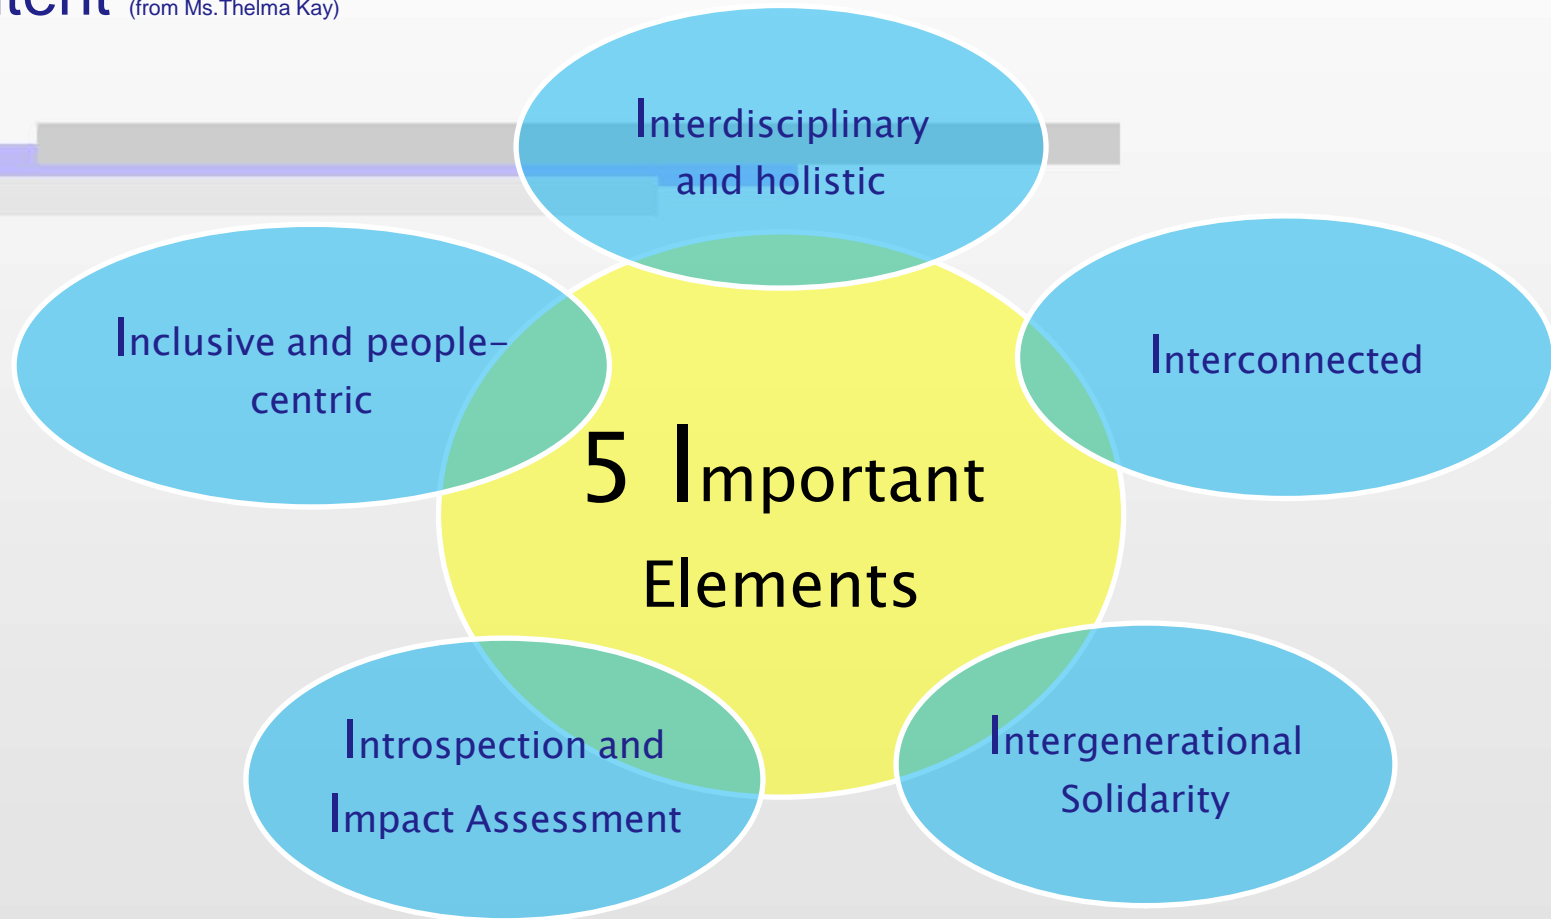 (from Ms.Thelma Kay)
Interdisciplinary
and holistic
Interconnected
Intergenerational
Solidarity
Introspection and
Impact Assessment
Inclusive and people-
centric
5 Important
Elements